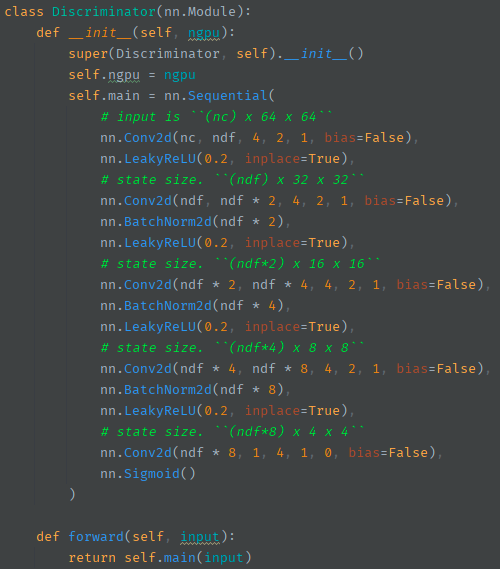 class Discriminator(nn.Module):
    def __init__(self, ngpu):
        super(Discriminator, self).__init__()
        self.ngpu = ngpu
        self.main = nn.Sequential(
            # input is ``(nc) x 64 x 64``
            nn.Conv2d(nc, ndf, 4, 2, 1, bias=False),
            nn.LeakyReLU(0.2, inplace=True),
            # state size. ``(ndf) x 32 x 32``
            nn.Conv2d(ndf, ndf * 2, 4, 2, 1, bias=False),
            nn.BatchNorm2d(ndf * 2),
            nn.LeakyReLU(0.2, inplace=True),
            # state size. ``(ndf*2) x 16 x 16``
            nn.Conv2d(ndf * 2, ndf * 4, 4, 2, 1, bias=False),
            nn.BatchNorm2d(ndf * 4),
            nn.LeakyReLU(0.2, inplace=True),
            # state size. ``(ndf*4) x 8 x 8``
            nn.Conv2d(ndf * 4, ndf * 8, 4, 2, 1, bias=False),
            nn.BatchNorm2d(ndf * 8),
            nn.LeakyReLU(0.2, inplace=True),
            # state size. ``(ndf*8) x 4 x 4``
            nn.Conv2d(ndf * 8, 1, 4, 1, 0, bias=False),
            nn.Sigmoid()
        )

    def forward(self, input):
        return self.main(input)